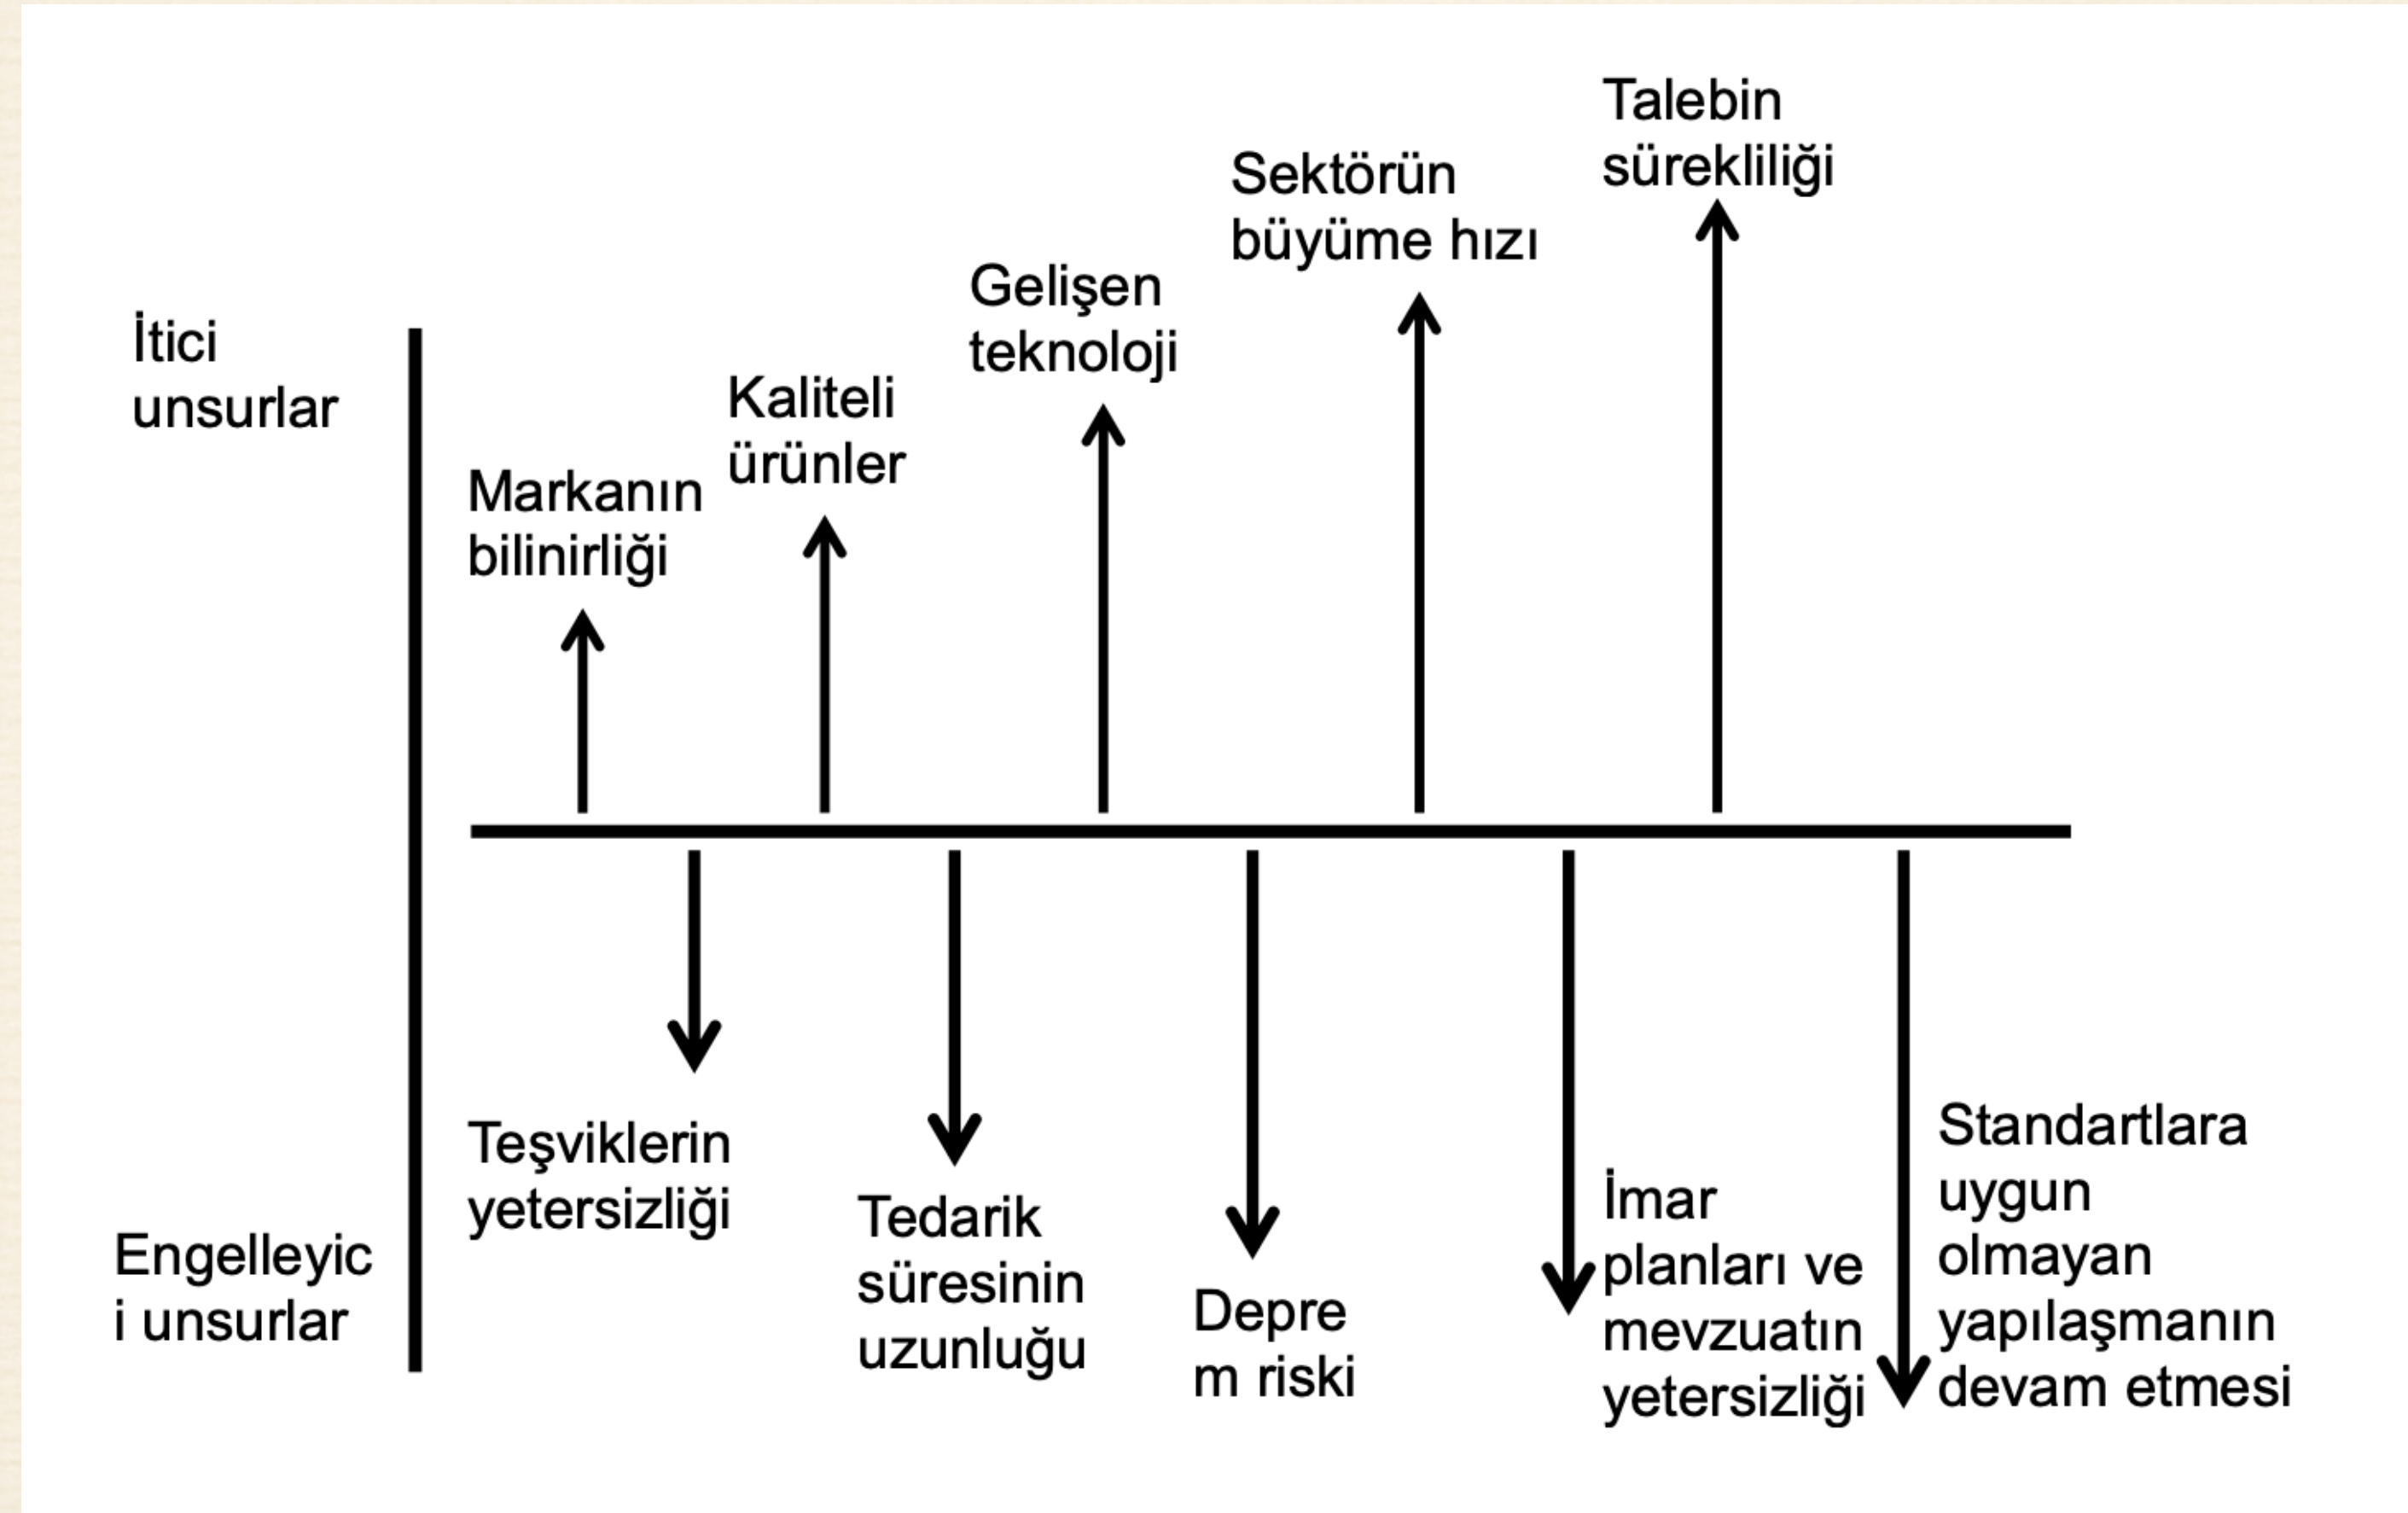 Talebin
sürekliliği
Sektörün
büyüme hızı
Gelişen
teknoloji
İtici
unsurlar
Kaliteli
ürünler
Markanın
bilinirliği
Teşviklerin
yetersizliği
Tedarik
süresinin
uzunluğu
Depre
m riski
İmar
planları ve
mevzuatın
yetersizliği
Standartlara
uygun
olmayan
yapılaşmanın
devam etmesi
Engelleyic
i unsurlar